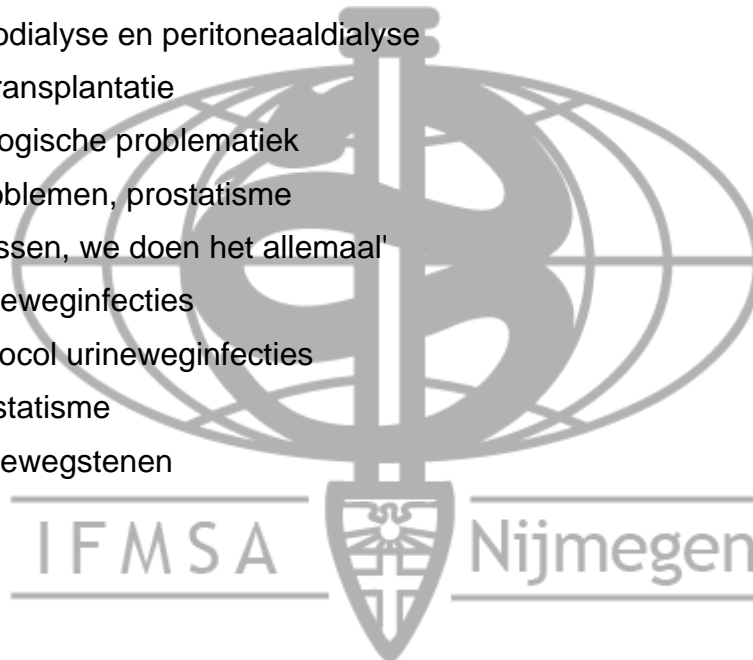 odialyse en peritoneaaldialyse
ransplantatie
ogische problematiek
oblemen, prostatisme
ssen, we doen het allemaal'
eweginfecties
ocol urineweginfecties
statisme
ewegstenen
IFMSA Nijmegen